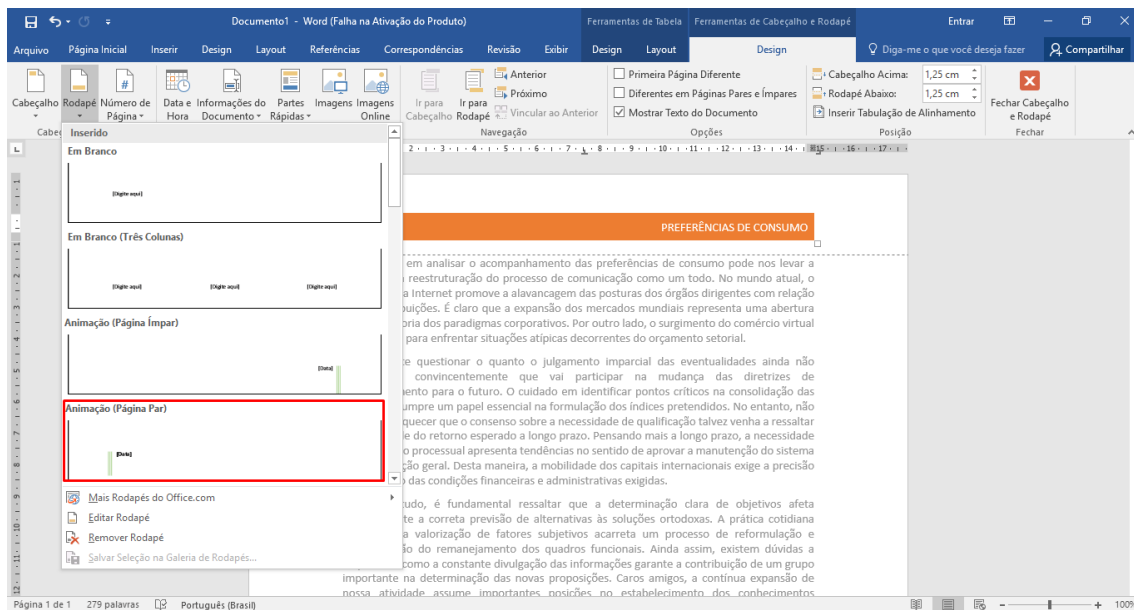 Documento1 - Word (Falha na Ativação do Produto)
Ferramentas de Tabela
Ferramentas de Cabeçalho e Rodapé
Entrar
Arquivo
Página Inicial
Inserir
Design
Layout
Referências
Correspondências
Revisão
Exibir
Design
Layout
Design
Diga-me o que você deseja fazer
Compartilhar
Cabeçalho
Rodapé
Número de Página
Data e Hora
Informações do Documento
Partes Rápidas
Imagens
Imagens Online
Ir para Cabeçalho
Ir para Rodapé
Anterior
Próximo
Vincular ao Anterior
Navegação
Primeira Página Diferente
Diferentes em Páginas Pares e Ímpares
Mostrar Texto do Documento
Opções
Cabeçalho Acima: 1,25 cm
Rodapé Abaixo: 1,25 cm
Inserir Tabulação de Alinhamento
Posição
Fechar Cabeçalho e Rodapé
Fechar
Inserido
Em Branco
[Digite aqui]
Em Branco (Três Colunas)
[Digite aqui] [Digite aqui] [Digite aqui]
Animação (Página Ímpar)
[Data]
Animação (Página Par)
[Data]
Mais Rodapés do Office.com
Editar Rodapé
Remover Rodapé
Salvar Seleção na Galeria de Rodapés...
PREFERÊNCIAS DE CONSUMO
em analisar o acompanhamento das preferências de consumo pode nos levar a
reestruturação do processo de comunicação como um todo. No mundo atual, o
a Internet promove a alavancagem das posturas dos órgãos dirigentes com relação
buições. É claro que a expansão dos mercados mundiais representa uma abertura
oria dos paradigmas corporativos. Por outro lado, o surgimento do comércio virtual
para enfrentar situações atípicas decorrentes do orçamento setorial.
questionar o quanto o julgamento imparcial das eventualidades ainda não
convincentemente que vai participar na mudança das diretrizes de
ento para o futuro. O cuidado em identificar pontos críticos na consolidação das
umpre um papel essencial na formulação dos índices pretendidos. No entanto, não
quecer que o consenso sobre a necessidade de qualificação talvez venha a ressaltar
e do retorno esperado a longo prazo. Pensando mais a longo prazo, a necessidade
o processual apresenta tendências no sentido de aprovar a manutenção do sistema
ção geral. Desta maneira, a mobilidade dos capitais internacionais exige a precisão
das condições financeiras e administrativas exigidas.
tudo, é fundamental ressaltar que a determinação clara de objetivos afeta
te a correta previsão de alternativas às soluções ortodoxas. A prática cotidiana
a valorização de fatores subjetivos acarreta um processo de reformulação e
ão do remanejamento dos quadros funcionais. Ainda assim, existem dúvidas a
como a constante divulgação das informações garante a contribuição de um grupo
importante na determinação das novas proposições. Caros amigos, a contínua expansão de
nossa atividade assume importantes posições no estabelecimento dos conhecimentos
Página 1 de 1
279 palavras
Português (Brasil)
100%